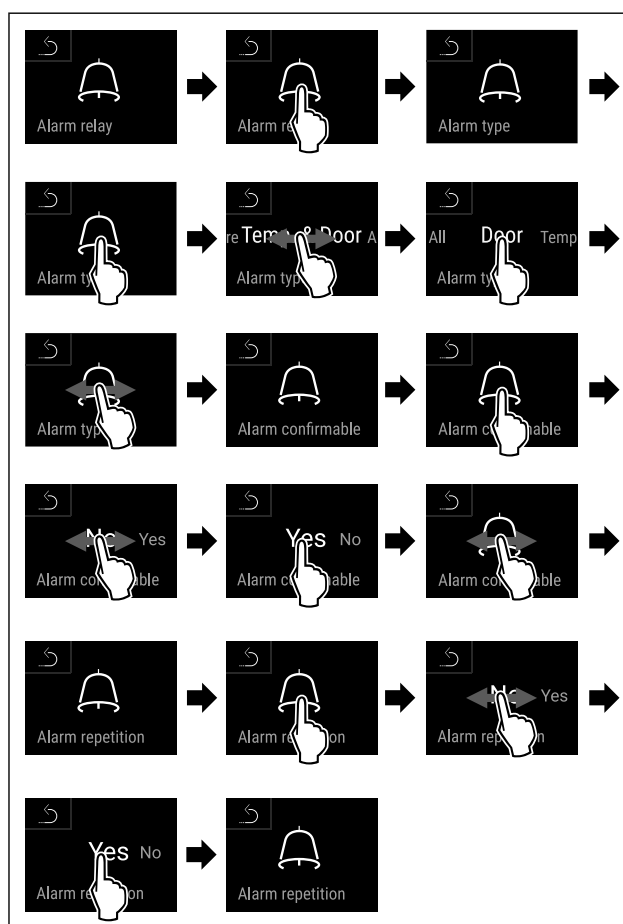 Alarm relay
Alarm re
Alarm type
Alarm ty
re Temp. & Door A
Alarm typ
All Door Temp
Alarm ty
Alarm typ
Alarm confirmable
Alarm c nable
No Yes
Alarm co able
Yes No
Alarm c able
Alarm co able
Alarm repetition
Alarm re on
No Yes
Alarm rep n
Yes No
Alarm re on
Alarm repetition